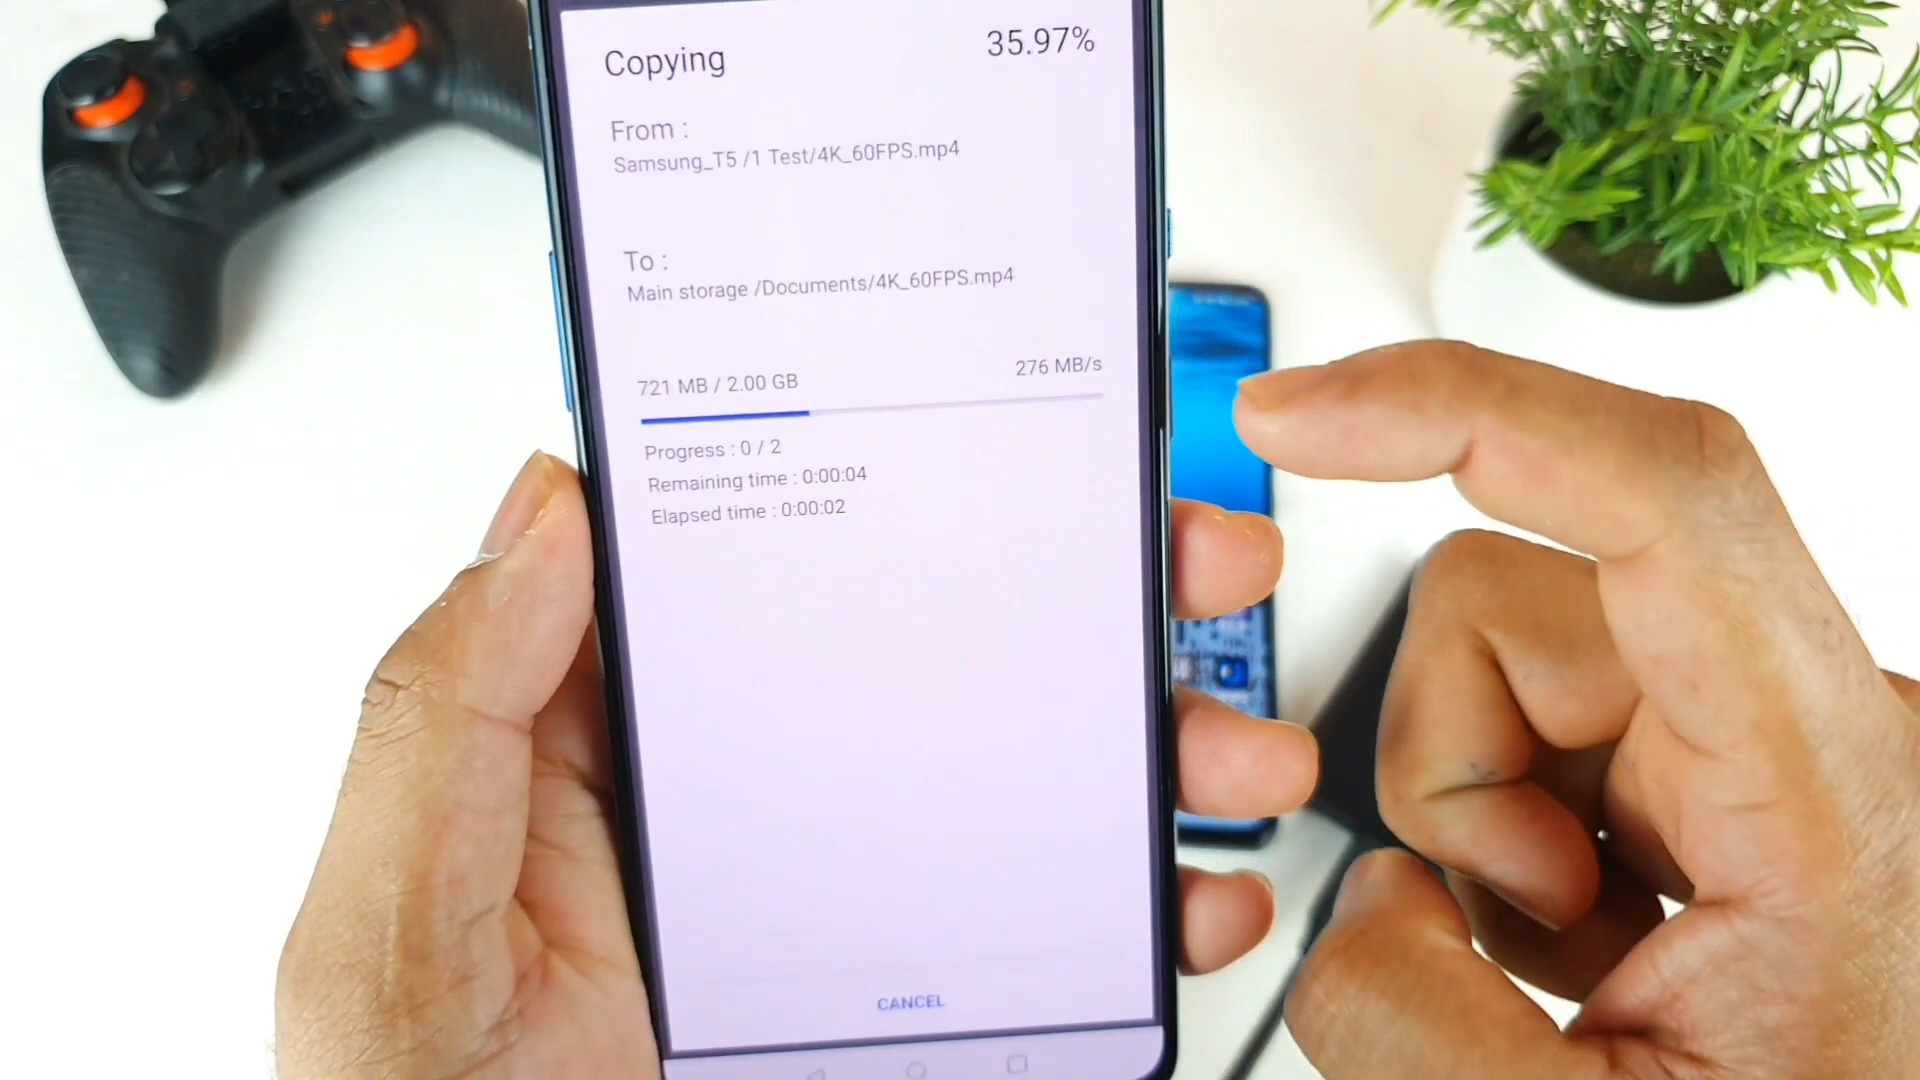 Copying
35.97%
From :
Samsung_T5 /1 Test/4K_60FPS.mp4
To :
Main storage /Documents/4K_60FPS.mp4
721 MB / 2.00 GB
276 MB/s
Progress : 0 / 2
Remaining time : 0:00:04
Elapsed time : 0:00:02
CANCEL